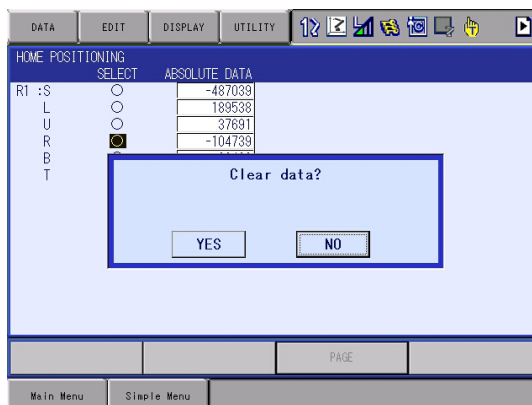 DATA EDIT DISPLAY UTILITY
HOME POSITIONING
SELECT ABSOLUTE DATA
R1 :S -487039
L 189538
U 37691
R -104739
B
T
Clear data?
YES NO
PAGE
Main Menu Simple Menu